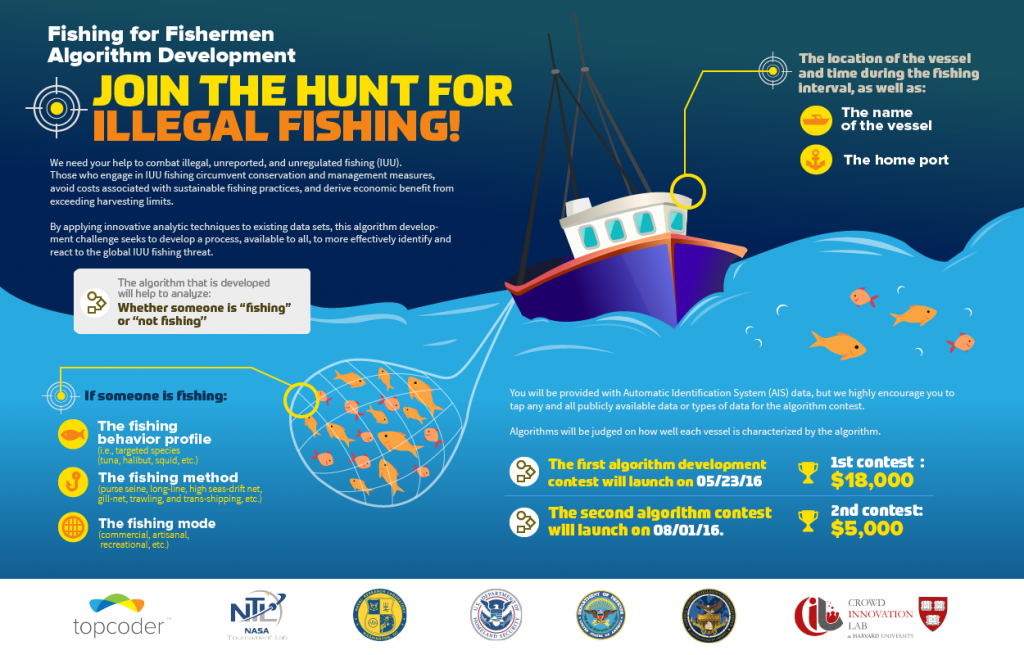 Fishing for Fishermen
Algorithm Development
JOIN THE HUNT FOR
ILLEGAL FISHING!
We need your help to combat illegal, unreported, and unregulated fishing (IUU).
Those who engage in IUU fishing circumvent conservation and management measures,
avoid costs associated with sustainable fishing practices, and derive economic benefit from
exceeding harvesting limits.
By applying innovative analytic techniques to existing data sets, this algorithm develop-
ment challenge seeks to develop a process, available to all, to more effectively identify and
react to the global IUU fishing threat.
The algorithm that is developed
will help to analyze:
Whether someone is “fishing”
or “not fishing”
The location of the vessel
and time during the fishing
interval, as well as:
The name
of the vessel
The home port
If someone is fishing:
The fishing
behavior profile
(i.e., targeted species
(tuna, halibut, squid, etc.)
The fishing method
(purse seine, long-line, high seas-drift net,
gill-net, trawling, and trans-shipping, etc.)
The fishing mode
(commercial, artisanal,
recreational, etc.)
You will be provided with Automatic Identification System (AIS) data, but we highly encourage you to
tap any and all publicly available data or types of data for the algorithm contest.
Algorithms will be judged on how well each vessel is characterized by the algorithm.
The first algorithm development
contest will launch on 05/23/16
1st contest :
$18,000
The second algorithm contest
will launch on 08/01/16.
2nd contest:
$5,000
topcoder™
NTL
NASA
Tournament Lab
U.S. DEPARTMENT OF
HOMELAND SECURITY
CROWD
INNOVATION
LAB
at HARVARD UNIVERSITY